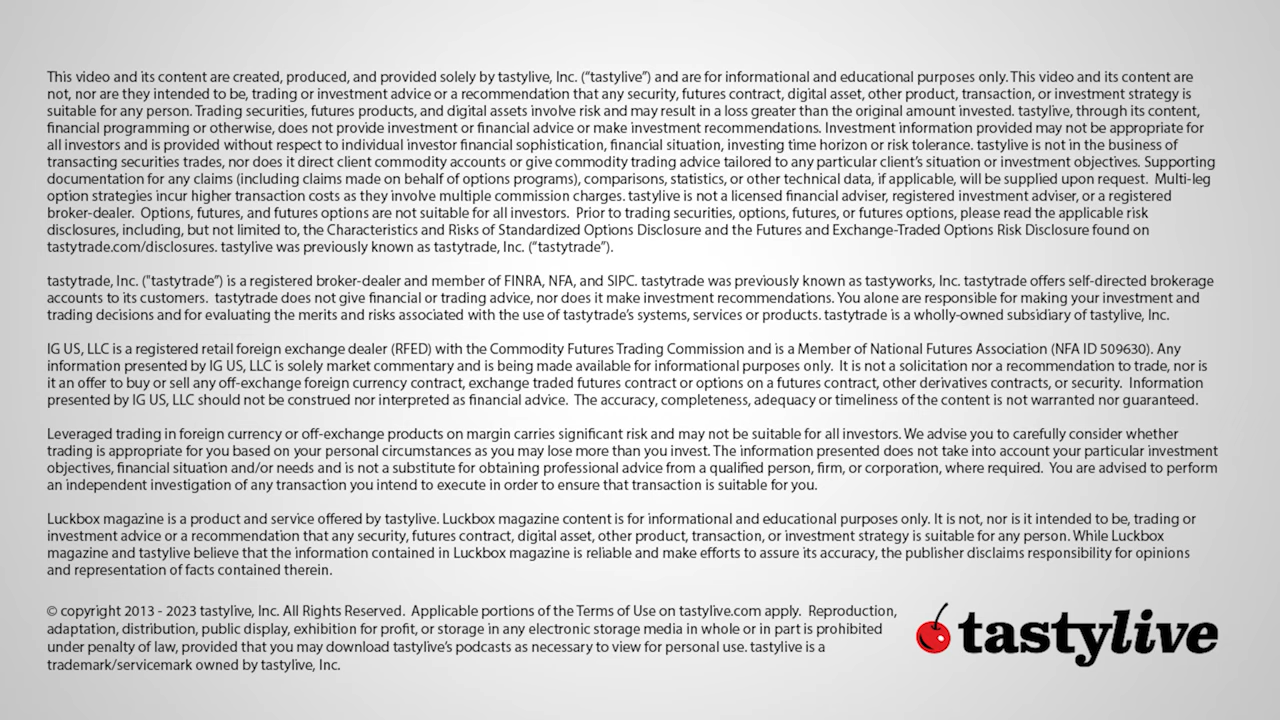 This video and its content are created, produced, and provided solely by tastylive, Inc. (“tastylive”) and are for informational and educational purposes only. This video and its content are
not, nor are they intended to be, trading or investment advice or a recommendation that any security, futures contract, digital asset, other product, transaction, or investment strategy is
suitable for any person. Trading securities, futures products, and digital assets involve risk and may result in a loss greater than the original amount invested. tastylive, through its content,
financial programming or otherwise, does not provide investment or financial advice or make investment recommendations. Investment information provided may not be appropriate for
all investors and is provided without respect to individual investor financial sophistication, financial situation, investing time horizon or risk tolerance. tastylive is not in the business of
transacting securities trades, nor does it direct client commodity accounts or give commodity trading advice tailored to any particular client’s situation or investment objectives. Supporting
documentation for any claims (including claims made on behalf of options programs), comparisons, statistics, or other technical data, if applicable, will be supplied upon request.  Multi-leg
option strategies incur higher transaction costs as they involve multiple commission charges. tastylive is not a licensed financial adviser, registered investment adviser, or a registered
broker-dealer.  Options, futures, and futures options are not suitable for all investors.  Prior to trading securities, options, futures, or futures options, please read the applicable risk
disclosures, including, but not limited to, the Characteristics and Risks of Standardized Options Disclosure and the Futures and Exchange-Traded Options Risk Disclosure found on
tastytrade.com/disclosures. tastylive was previously known as tastytrade, Inc. (“tastytrade”).
tastytrade, Inc. ("tastytrade”) is a registered broker-dealer and member of FINRA, NFA, and SIPC. tastytrade was previously known as tastyworks, Inc. tastytrade offers self-directed brokerage
accounts to its customers.  tastytrade does not give financial or trading advice, nor does it make investment recommendations. You alone are responsible for making your investment and
trading decisions and for evaluating the merits and risks associated with the use of tastytrade’s systems, services or products. tastytrade is a wholly-owned subsidiary of tastylive, Inc.
IG US, LLC is a registered retail foreign exchange dealer (RFED) with the Commodity Futures Trading Commission and is a Member of National Futures Association (NFA ID 509630). Any
information presented by IG US, LLC is solely market commentary and is being made available for informational purposes only.  It is not a solicitation nor a recommendation to trade, nor is
it an offer to buy or sell any off-exchange foreign currency contract, exchange traded futures contract or options on a futures contract, other derivatives contracts, or security.  Information
presented by IG US, LLC should not be construed nor interpreted as financial advice.  The accuracy, completeness, adequacy or timeliness of the content is not warranted nor guaranteed.
Leveraged trading in foreign currency or off-exchange products on margin carries significant risk and may not be suitable for all investors. We advise you to carefully consider whether
trading is appropriate for you based on your personal circumstances as you may lose more than you invest. The information presented does not take into account your particular investment
objectives, financial situation and/or needs and is not a substitute for obtaining professional advice from a qualified person, firm, or corporation, where required.  You are advised to perform
an independent investigation of any transaction you intend to execute in order to ensure that transaction is suitable for you.
Luckbox magazine is a product and service offered by tastylive. Luckbox magazine content is for informational and educational purposes only. It is not, nor is it intended to be, trading or
investment advice or a recommendation that any security, futures contract, digital asset, other product, transaction, or investment strategy is suitable for any person. While Luckbox
magazine and tastylive believe that the information contained in Luckbox magazine is reliable and make efforts to assure its accuracy, the publisher disclaims responsibility for opinions
and representation of facts contained therein.
© copyright 2013 - 2023 tastylive, Inc. All Rights Reserved.  Applicable portions of the Terms of Use on tastylive.com apply.  Reproduction,
adaptation, distribution, public display, exhibition for profit, or storage in any electronic storage media in whole or in part is prohibited
under penalty of law, provided that you may download tastylive’s podcasts as necessary to view for personal use. tastylive is a
trademark/servicemark owned by tastylive, Inc.
tastylive